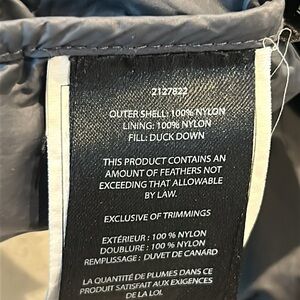 2127822
OUTER SHELL: 100% NYLON
LINING: 100% NYLON
FILL: DUCK DOWN
THIS PRODUCT CONTAINS AN
AMOUNT OF FEATHERS NOT
EXCEEDING THAT ALLOWABLE
BY LAW.
EXCLUSIVE OF TRIMMINGS
EXTÉRIEUR : 100 % NYLON
DOUBLURE : 100 % NYLON
REMPLISSAGE : DUVET DE CANARD
LA QUANTITÉ DE PLUMES DANS CE
PRODUIT SATISFAIT AUX EXIGENCES
DE LA LOI.